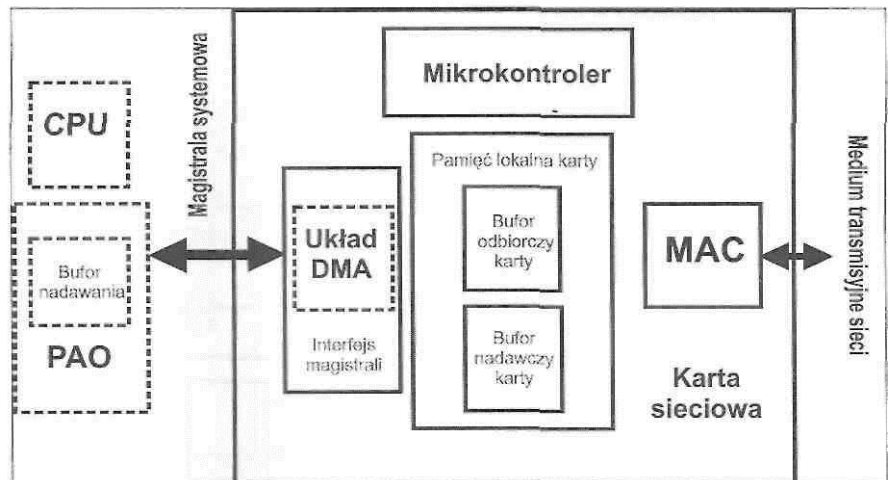 CPU
Bufor
nadawania
PAO
Magistrala systemowa
Mikrokontroler
Układ
DMA
Interfejs
magistrali
Pamięć lokalna karty
Bufor
odbiorczy
karty
Bufor
nadawczy
karty
MAC
Karta
sieciowa
Medium transmisyjne sieci